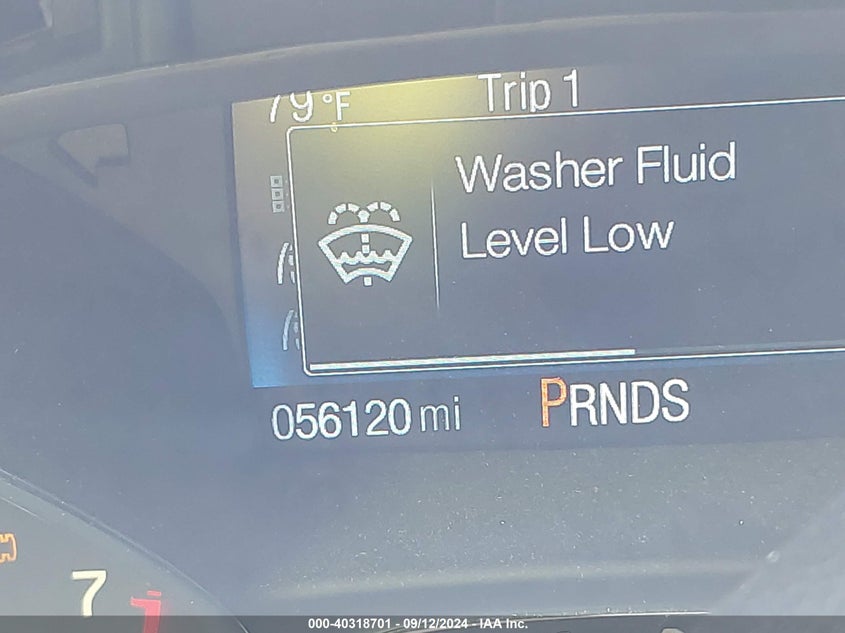 79°F Trip 1
Washer Fluid
Level Low
056120 mi PRNDS
7
000-40318701 - 09/12/2024 - IAA Inc.